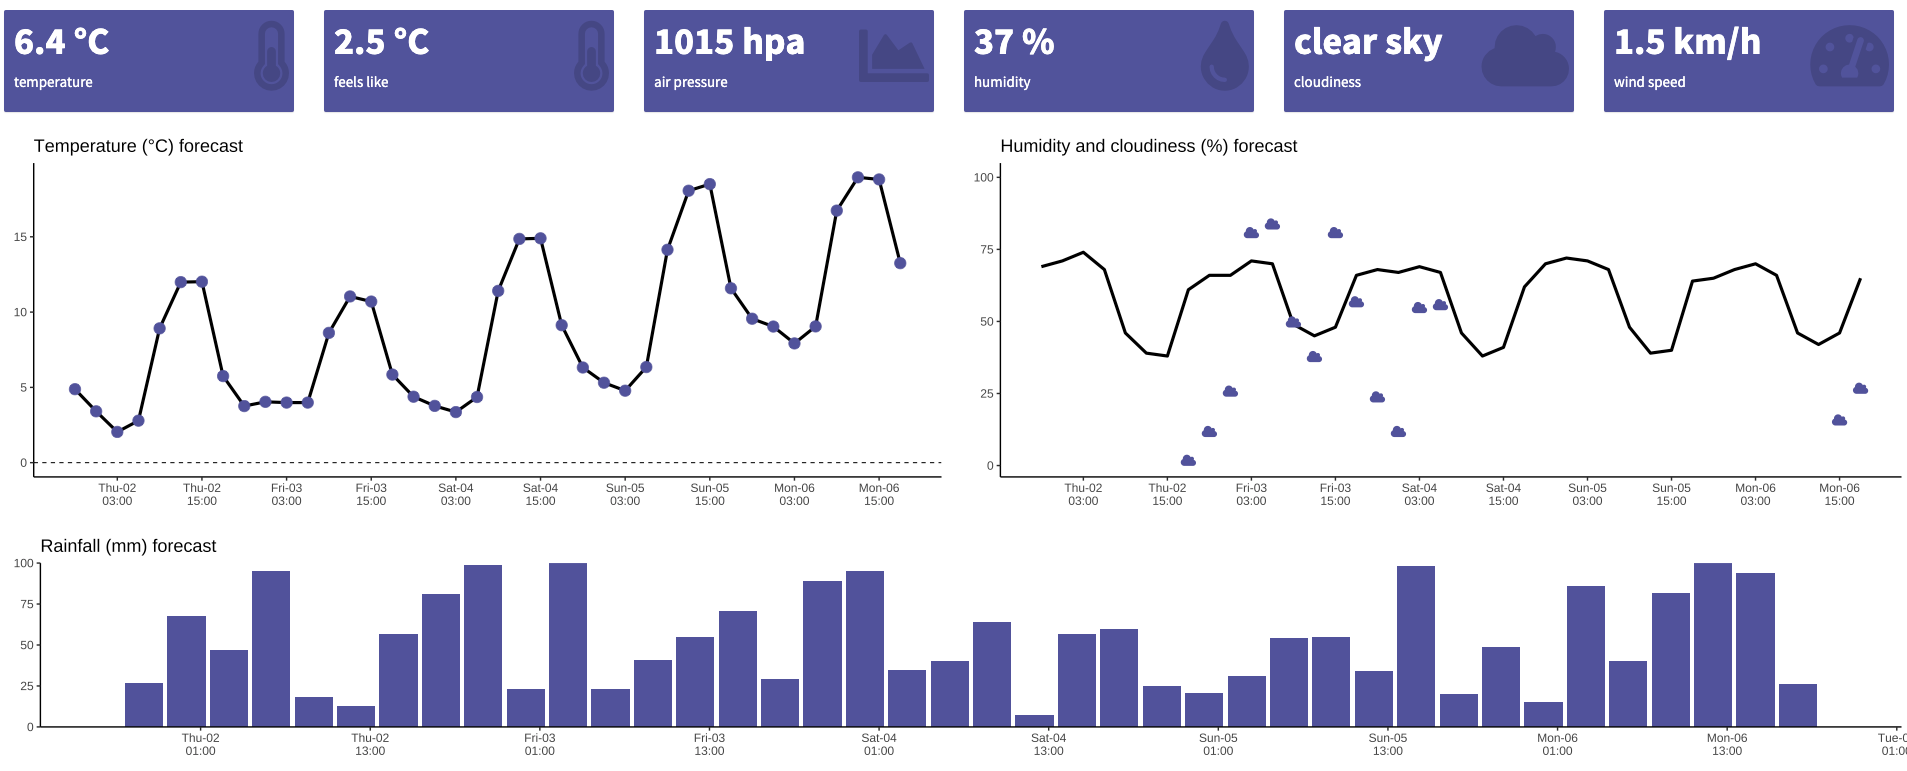 6.4 °C
temperature
2.5 °C
feels like
1015 hpa
air pressure
37 %
humidity
clear sky
cloudiness
1.5 km/h
wind speed
Temperature (°C) forecast
15
10
5
0
Thu-02 Thu-02 Fri-03 Fri-03 Sat-04 Sat-04 Sun-05 Sun-05 Mon-06 Mon-06
03:00 15:00 03:00 15:00 03:00 15:00 03:00 15:00 03:00 15:00
Humidity and cloudiness (%) forecast
100
75
50
25
0
Thu-02 Thu-02 Fri-03 Fri-03 Sat-04 Sat-04 Sun-05 Sun-05 Mon-06 Mon-06
03:00 15:00 03:00 15:00 03:00 15:00 03:00 15:00 03:00 15:00
Rainfall (mm) forecast
100
75
50
25
0
Thu-02 Thu-02 Fri-03 Fri-03 Sat-04 Sat-04 Sun-05 Sun-05 Mon-06 Mon-06
01:00 13:00 01:00 13:00 01:00 13:00 01:00 13:00 01:00 13:00